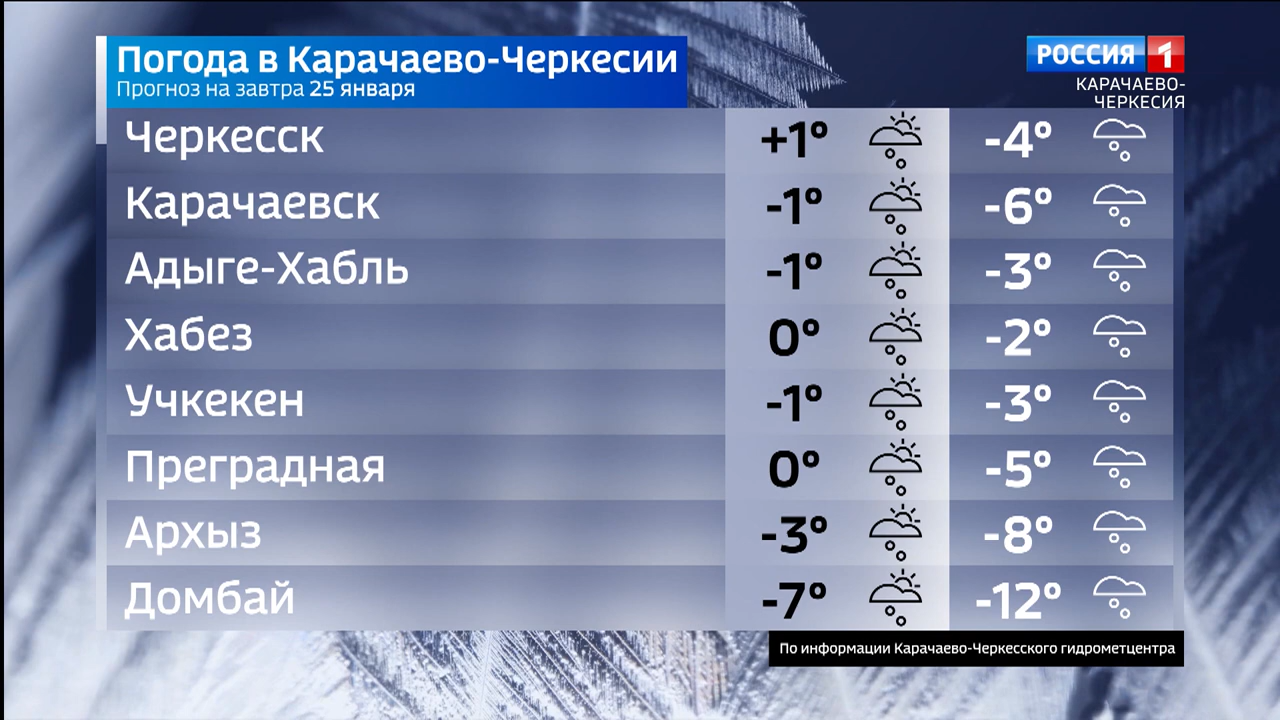 Погода в Карачаево-Черкесии
Прогноз на завтра 25 января
РОССИЯ 1
КАРАЧАЕВО-
ЧЕРКЕСИЯ
Черкесск +1° -4°
Карачаевск -1° -6°
Адыге-Хабль -1° -3°
Хабез 0° -2°
Учкекен -1° -3°
Преградная 0° -5°
Архыз -3° -8°
Домбай -7° -12°
По информации Карачаево-Черкесского гидрометцентра